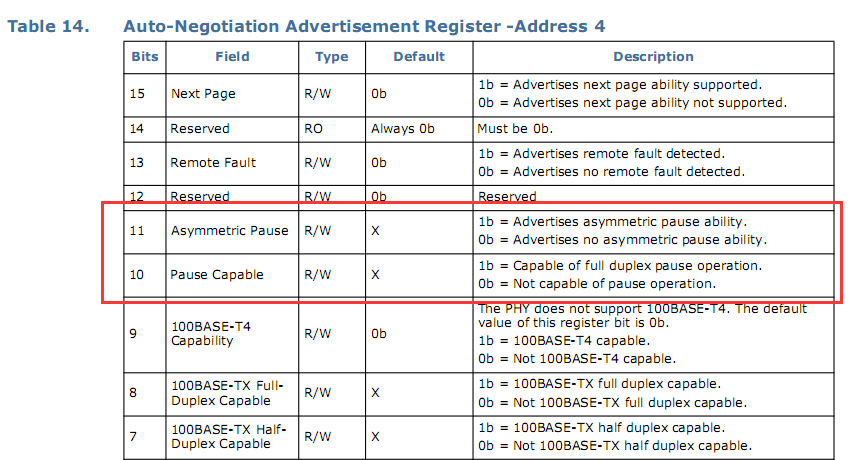 Table 14. Auto-Negotiation Advertisement Register -Address 4
Bits Field Type Default Description
15 Next Page R/W 0b 1b = Advertises next page ability supported.
0b = Advertises next page ability not supported.
14 Reserved RO Always 0b Must be 0b.
13 Remote Fault R/W 0b 1b = Advertises remote fault detected.
0b = Advertises no remote fault detected.
12 Reserved R/W 0b Reserved
11 Asymmetric Pause R/W X 1b = Advertises asymmetric pause ability.
0b = Advertises no asymmetric pause ability.
10 Pause Capable R/W X 1b = Capable of full duplex pause operation.
0b = Not capable of pause operation.
9 100BASE-T4 Capability R/W 0b The PHY does not support 100BASE-T4. The default
value of this register bit is 0b.
1b = 100BASE-T4 capable.
0b = Not 100BASE-T4 capable.
8 100BASE-TX Full-Duplex Capable R/W X 1b = 100BASE-TX full duplex capable.
0b = Not 100BASE-TX full duplex capable.
7 100BASE-TX Half-Duplex Capable R/W X 1b = 100BASE-TX half duplex capable.
0b = Not 100BASE-TX half duplex capable.